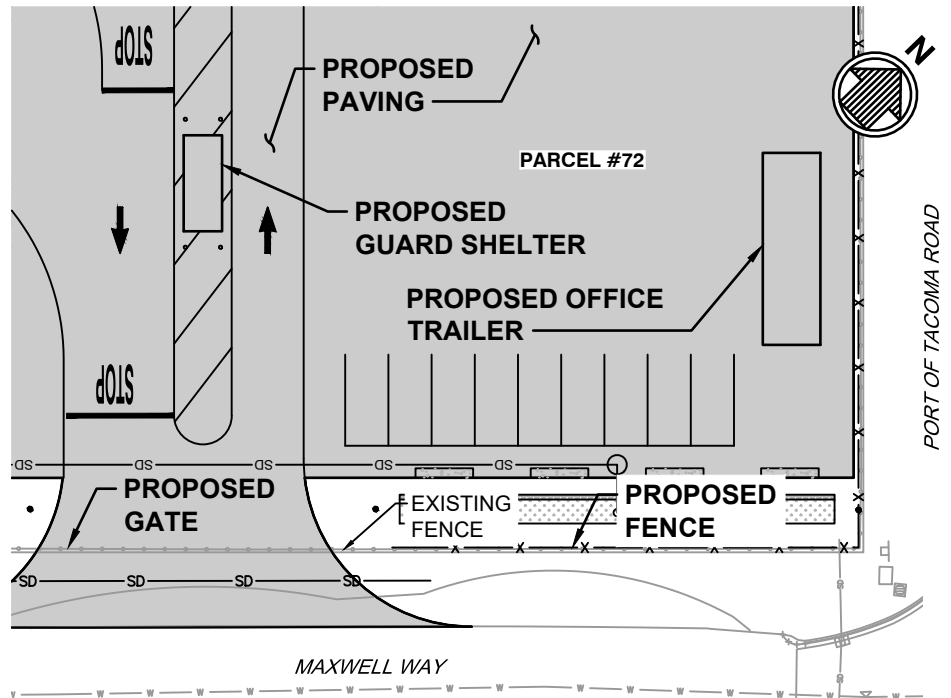 STOP
N
PROPOSED
PAVING
PARCEL #72
PROPOSED
GUARD SHELTER
PORT OF TACOMA ROAD
PROPOSED OFFICE
TRAILER
STOP
SD SD SD SD SD
PROPOSED
GATE
EXISTING
FENCE
PROPOSED
FENCE
X X X X X X
SD SD SD SD
MAXWELL WAY
W W W W W W W W W W W W W